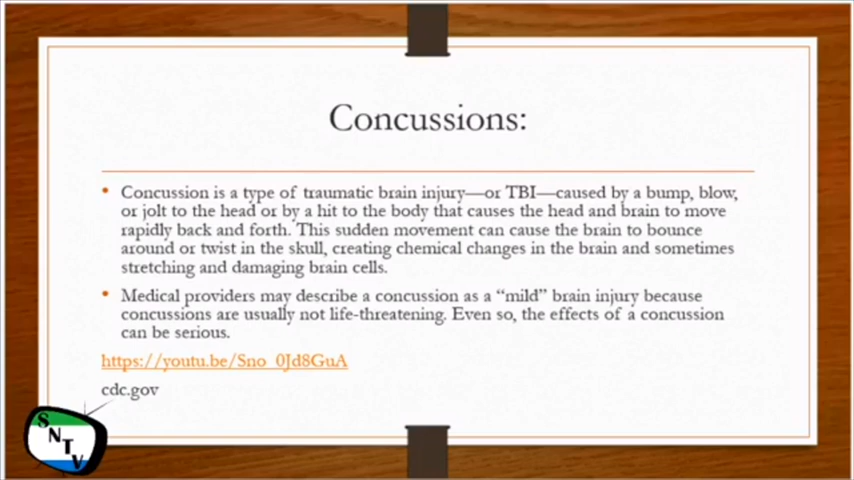 Concussions:
• Concussion is a type of traumatic brain injury—or TBI—caused by a bump, blow,
or jolt to the head or by a hit to the body that causes the head and brain to move
rapidly back and forth. This sudden movement can cause the brain to bounce
around or twist in the skull, creating chemical changes in the brain and sometimes
stretching and damaging brain cells.
• Medical providers may describe a concussion as a “mild” brain injury because
concussions are usually not life-threatening. Even so, the effects of a concussion
can be serious.
https://youtu.be/Sno_0Jd8GuA
cdc.gov
SNTV